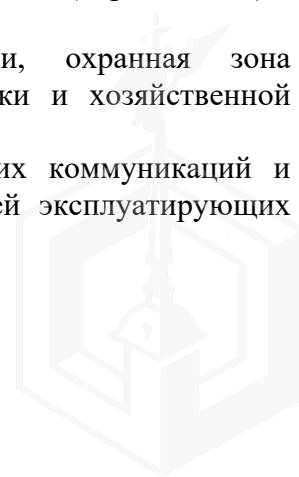 и, охранная зона
ки и хозяйственной
их коммуникаций и
ей эксплуатирующих